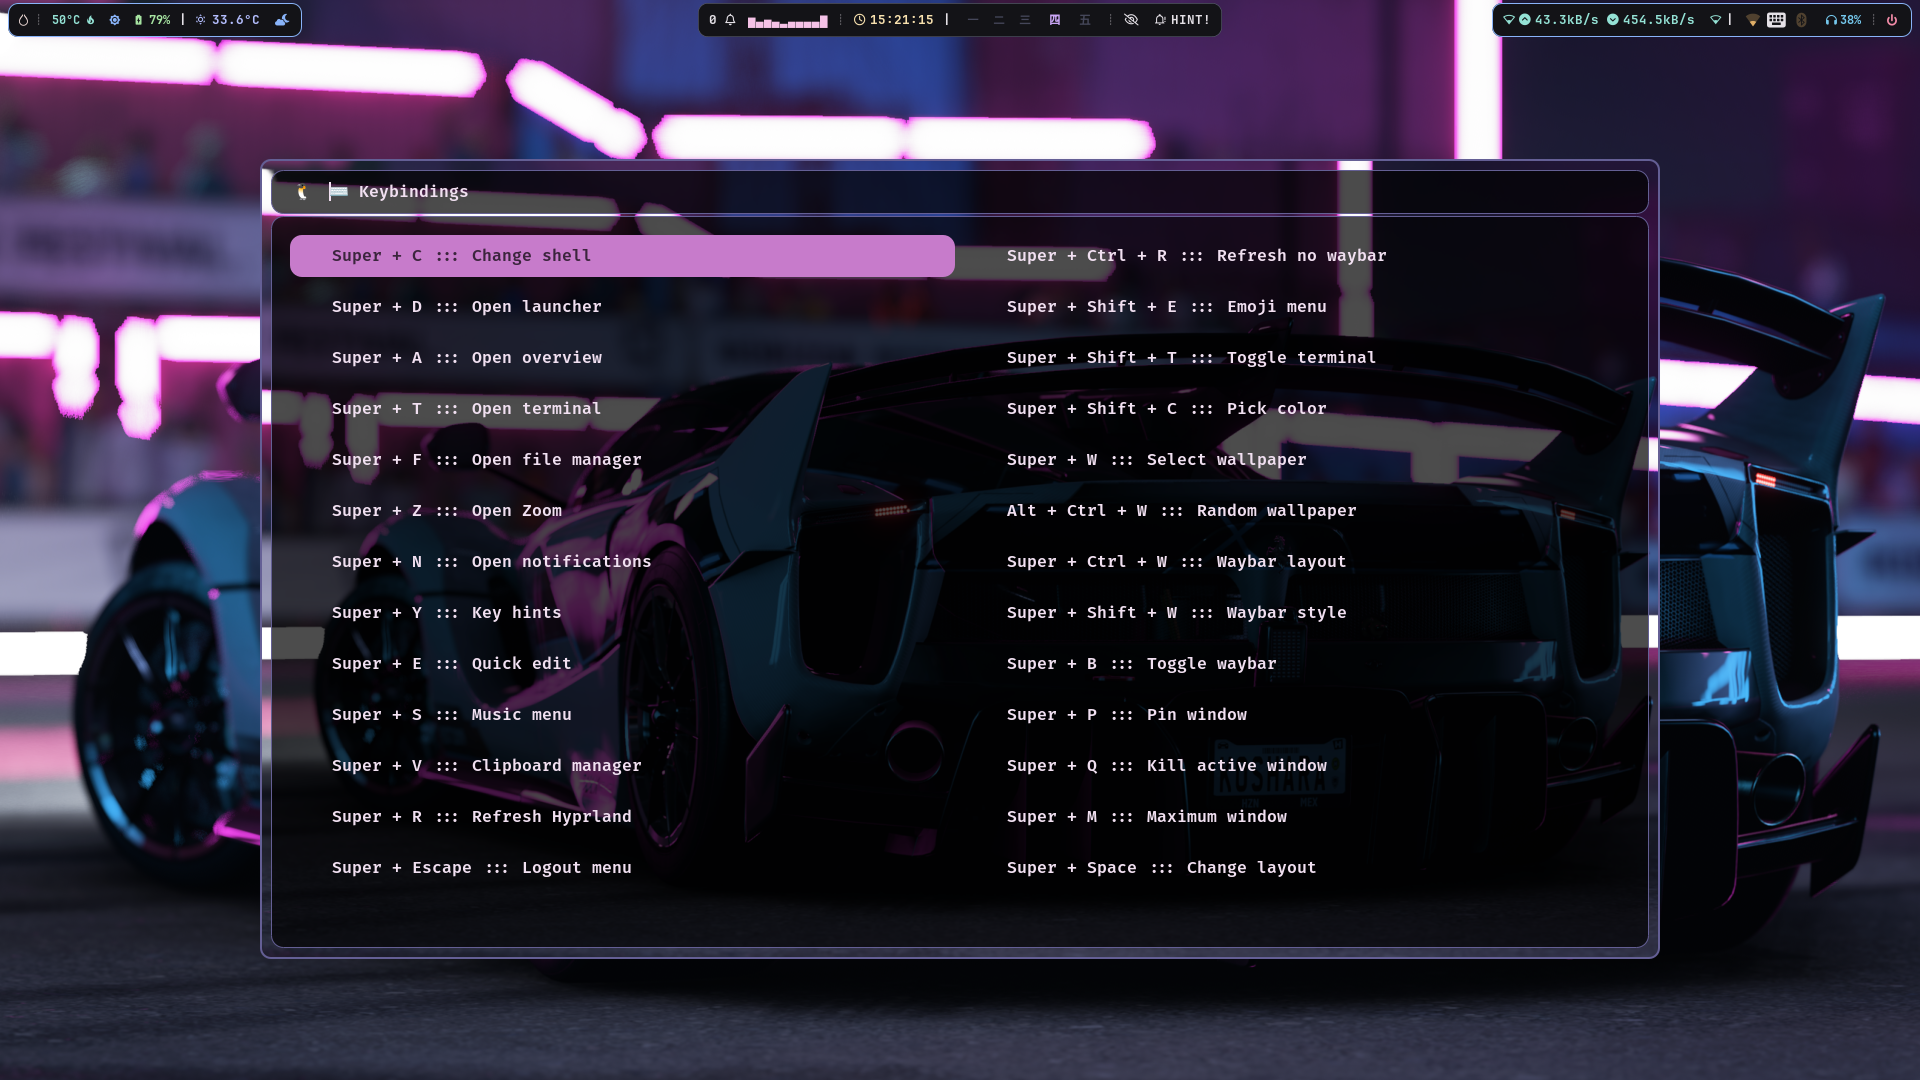 50°C 79% | 33.6°C
0 15:21:15 | 一 二 三 四 五 HINT!
43.3kB/s 454.5kB/s | 38%
Keybindings
Super + C ::: Change shell
Super + D ::: Open launcher
Super + A ::: Open overview
Super + T ::: Open terminal
Super + F ::: Open file manager
Super + Z ::: Open Zoom
Super + N ::: Open notifications
Super + Y ::: Key hints
Super + E ::: Quick edit
Super + S ::: Music menu
Super + V ::: Clipboard manager
Super + R ::: Refresh Hyprland
Super + Escape ::: Logout menu
Super + Ctrl + R ::: Refresh no waybar
Super + Shift + E ::: Emoji menu
Super + Shift + T ::: Toggle terminal
Super + Shift + C ::: Pick color
Super + W ::: Select wallpaper
Alt + Ctrl + W ::: Random wallpaper
Super + Ctrl + W ::: Waybar layout
Super + Shift + W ::: Waybar style
Super + B ::: Toggle waybar
Super + P ::: Pin window
Super + Q ::: Kill active window
Super + M ::: Maximum window
Super + Space ::: Change layout